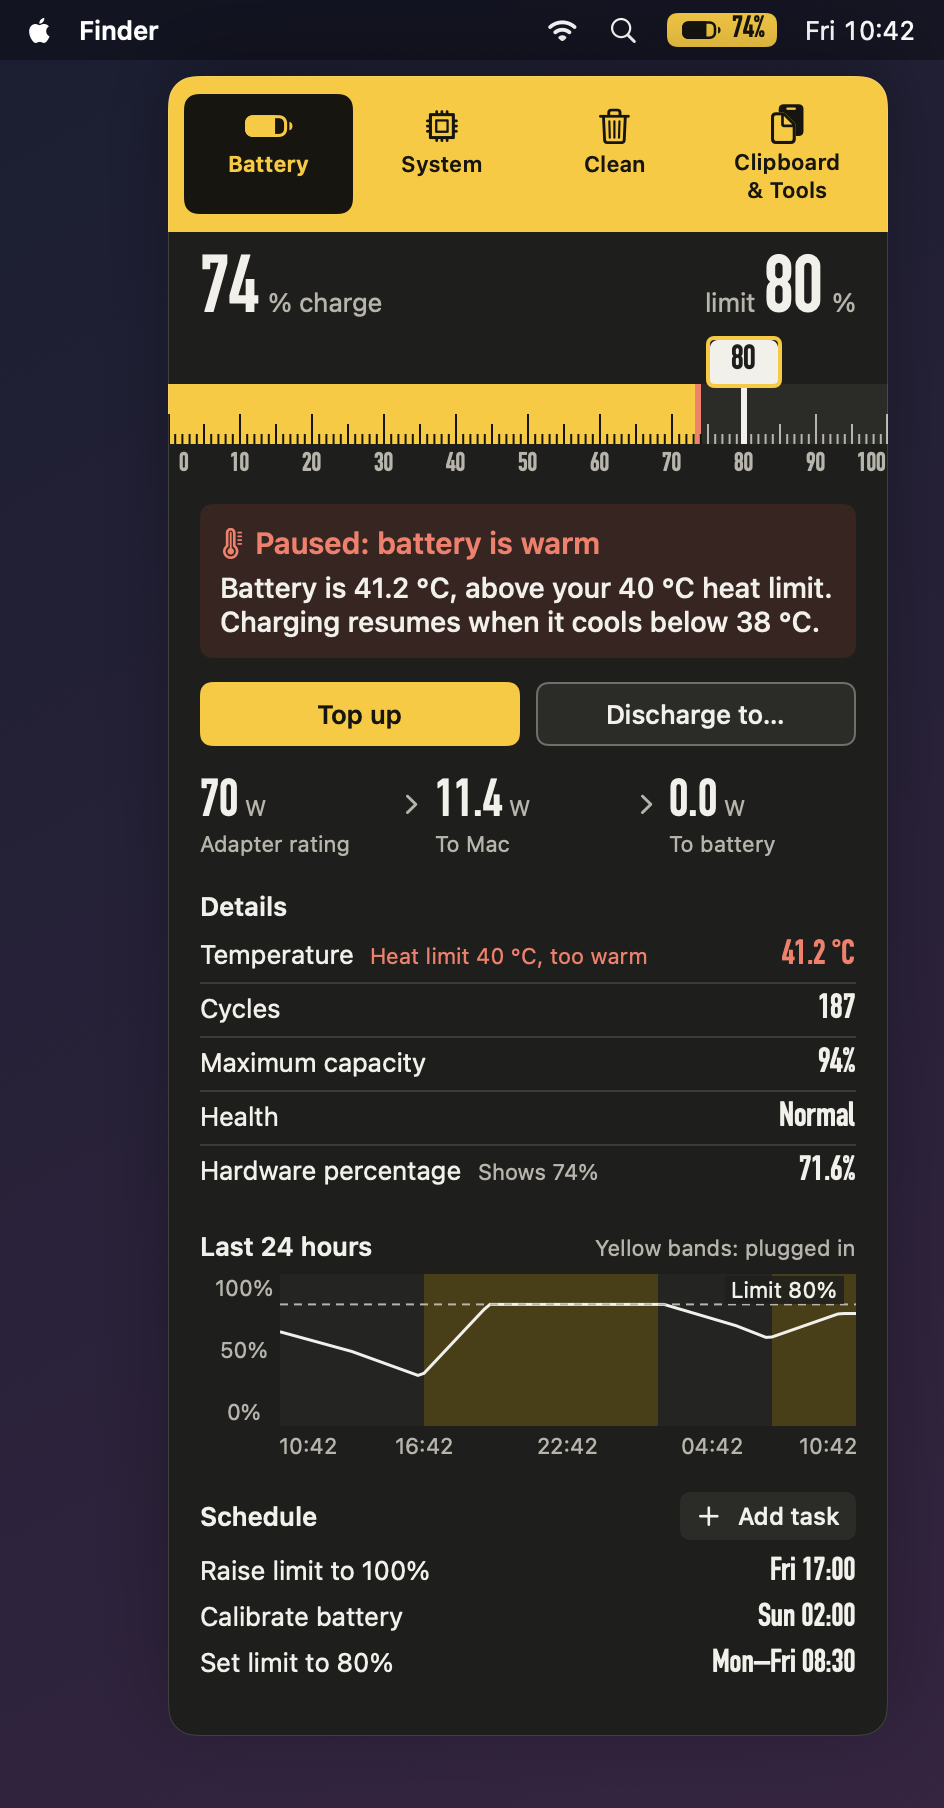 Finder
74%
Fri 10:42
Battery
System
Clean
Clipboard
& Tools
74 % charge
limit 80 %
80
0 10 20 30 40 50 60 70 80 90 100
Paused: battery is warm
Battery is 41.2 °C, above your 40 °C heat limit.
Charging resumes when it cools below 38 °C.
Top up
Discharge to...
70 W
> 11.4 W
> 0.0 W
Adapter rating
To Mac
To battery
Details
Temperature Heat limit 40 °C, too warm 41.2 °C
Cycles 187
Maximum capacity 94%
Health Normal
Hardware percentage Shows 74% 71.6%
Last 24 hours
Yellow bands: plugged in
100%
Limit 80%
50%
0%
10:42 16:42 22:42 04:42 10:42
Schedule
+ Add task
Raise limit to 100% Fri 17:00
Calibrate battery Sun 02:00
Set limit to 80% Mon–Fri 08:30